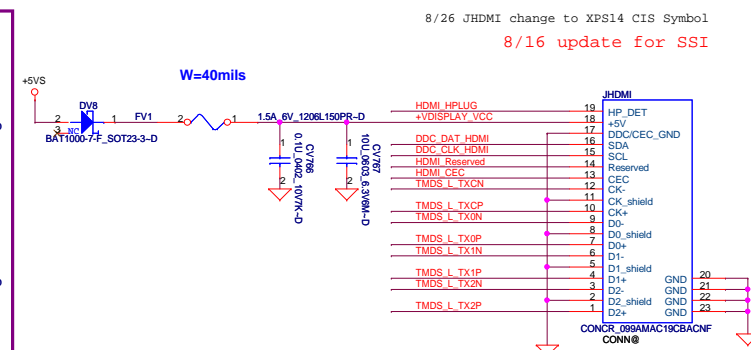 8/26 JHDMI change to XPS14 CIS Symbol
8/16 update for SSI
W=40mils
+5VS
DV8
2
1
3
NC
BAT1000-7-F_SOT23-3~D
FV1
2
1
1.5A_6V_1206L150PR~D
1
2
0.1U_0402_10V7K~D
CV766
1
2
10U_0603_6.3V6M~D
CV767
JHDMI
HDMI_HPLUG 19 HP_DET
+VDISPLAY_VCC 18 +5V
17 DDC/CEC_GND
DDC_DAT_HDMI 16 SDA
DDC_CLK_HDMI 15 SCL
HDMI_Reserved 14 Reserved
HDMI_CEC 13 CEC
TMDS_L_TXCN 12 CK-
11 CK_shield
TMDS_L_TXCP 10 CK+
TMDS_L_TX0N 9 D0-
8 D0_shield
TMDS_L_TX0P 7 D0+
TMDS_L_TX1N 6 D1-
5 D1_shield
TMDS_L_TX1P 4 D1+ GND 20
TMDS_L_TX2N 3 D2- GND 21
2 D2_shield GND 22
TMDS_L_TX2P 1 D2+ GND 23
CONCR_099AMAC19CBACNF
CONN@